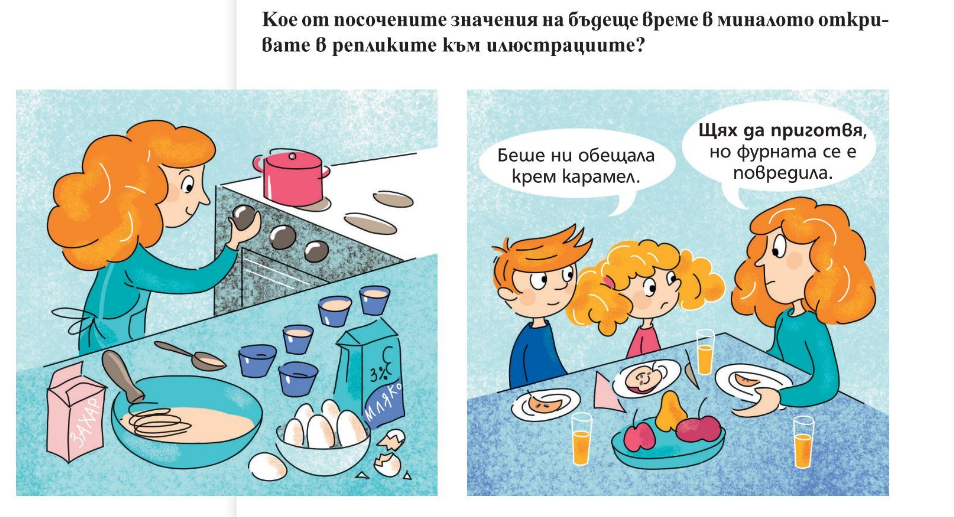 Кое от посочените значения на бъдеще време в миналото откри-
вате в репликите към илюстрациите?
Беше ни обещала
крем карамел.
Щях да приготвя,
но фурната се е
повредила.
ЗАХАР
3%
МЛЯКО